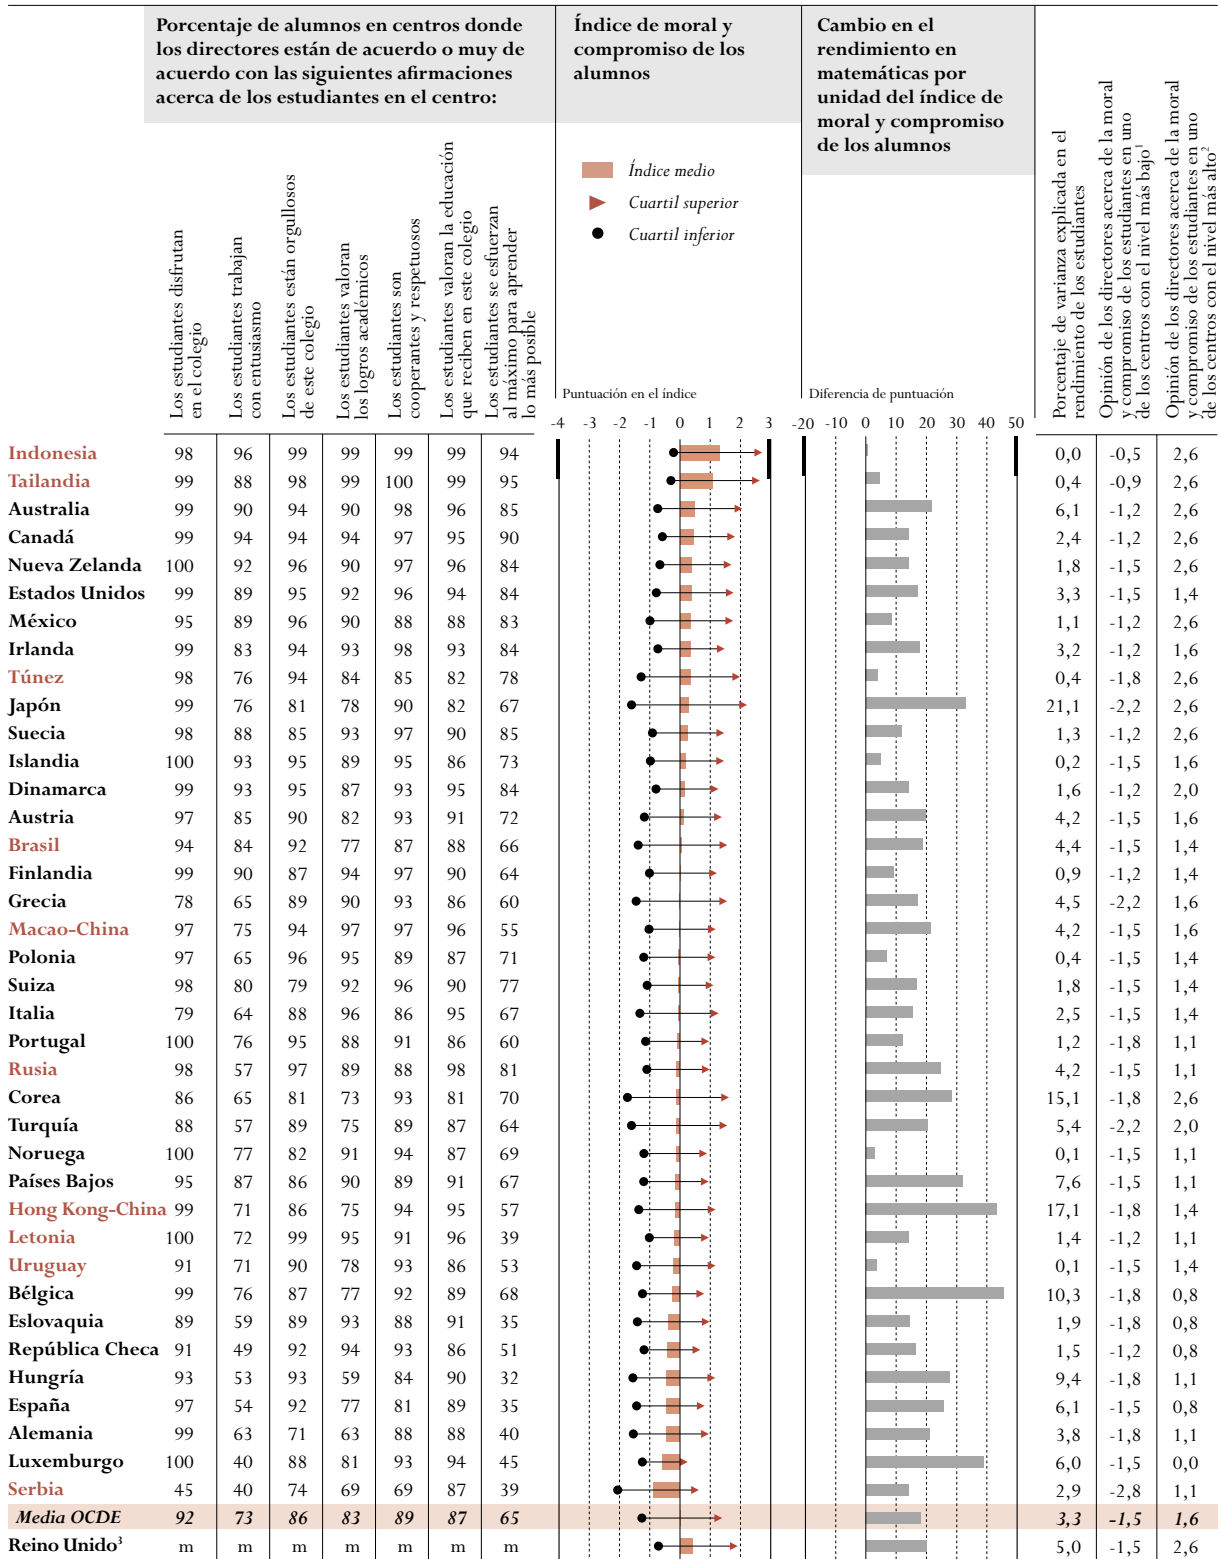 Porcentaje de alumnos en centros donde
los directores están de acuerdo o muy de
acuerdo con las siguientes afirmaciones
acerca de los estudiantes en el centro:
Índice de moral y
compromiso de los
alumnos
Cambio en el
rendimiento en
matemáticas por
unidad del índice de
moral y compromiso
de los alumnos
Índice medio
Cuartil superior
Cuartil inferior
Los estudiantes disfrutan
en el colegio
Los estudiantes trabajan
con entusiasmo
Los estudiantes están orgullosos
de este colegio
Los estudiantes valoran
los logros académicos
Los estudiantes son
cooperantes y respetuosos
Los estudiantes valoran la educación
que reciben en este colegio
Los estudiantes se esfuerzan
al máximo para aprender
lo más posible
Porcentaje de varianza explicada en el
rendimiento de los estudiantes
Opinión de los directores acerca de la moral
y compromiso de los estudiantes en uno
de los centros con el nivel más bajo¹
Opinión de los directores acerca de la moral
y compromiso de los estudiantes en uno
de los centros con el nivel más alto²
Puntuación en el índice
Diferencia de puntuación
-4 -3 -2 -1 0 1 2 3 -20 -10 0 10 20 30 40 50
Indonesia 98 96 99 99 99 99 94 0,0 -0,5 2,6
Tailandia 99 88 98 99 100 99 95 0,4 -0,9 2,6
Australia 99 90 94 90 98 96 85 6,1 -1,2 2,6
Canadá 99 94 94 94 97 95 90 2,4 -1,2 2,6
Nueva Zelanda 100 92 96 90 97 96 84 1,8 -1,5 2,6
Estados Unidos 99 89 95 92 96 94 84 3,3 -1,5 1,4
México 95 89 96 90 88 88 83 1,1 -1,2 2,6
Irlanda 99 83 94 93 98 93 84 3,2 -1,2 1,6
Túnez 98 76 94 84 85 82 78 0,4 -1,8 2,6
Japón 99 76 81 78 90 82 67 21,1 -2,2 2,6
Suecia 98 88 85 93 97 90 85 1,3 -1,2 2,6
Islandia 100 93 95 89 95 86 73 0,2 -1,5 1,6
Dinamarca 99 93 95 87 93 95 84 1,6 -1,2 2,0
Austria 97 85 90 82 93 91 72 4,2 -1,5 1,6
Brasil 94 84 92 77 87 88 66 4,4 -1,5 1,4
Finlandia 99 90 87 94 97 90 64 0,9 -1,2 1,4
Grecia 78 65 89 90 93 86 60 4,5 -2,2 1,6
Macao-China 97 75 94 97 97 96 55 4,2 -1,5 1,6
Polonia 97 65 96 95 89 87 71 0,4 -1,5 1,4
Suiza 98 80 79 92 96 90 77 1,8 -1,5 1,4
Italia 79 64 88 96 86 95 67 2,5 -1,5 1,4
Portugal 100 76 95 88 91 86 60 1,2 -1,8 1,1
Rusia 98 57 97 89 88 98 81 4,2 -1,5 1,1
Corea 86 65 81 73 93 81 70 15,1 -1,8 2,6
Turquía 88 57 89 75 89 87 64 5,4 -2,2 2,0
Noruega 100 77 82 91 94 87 69 0,1 -1,5 1,1
Países Bajos 95 87 86 90 89 91 67 7,6 -1,5 1,1
Hong Kong-China 99 71 86 75 94 95 57 17,1 -1,8 1,4
Letonia 100 72 99 95 91 96 39 1,4 -1,2 1,1
Uruguay 91 71 90 78 93 86 53 0,1 -1,5 1,4
Bélgica 99 76 87 77 92 89 68 10,3 -1,8 0,8
Eslovaquia 89 59 89 93 88 91 35 1,9 -1,8 0,8
República Checa 91 49 92 94 93 86 51 1,5 -1,2 0,8
Hungría 93 53 93 59 84 90 32 9,4 -1,8 1,1
España 97 54 92 77 81 89 35 6,1 -1,5 0,8
Alemania 99 63 71 63 88 88 40 3,8 -1,8 1,1
Luxemburgo 100 40 88 81 93 94 45 6,0 -1,5 0,0
Serbia 45 40 74 69 69 87 39 2,9 -2,8 1,1
Media OCDE 92 73 86 83 89 87 65 3,3 -1,5 1,6
Reino Unido³ m m m m m m m 5,0 -1,5 2,6